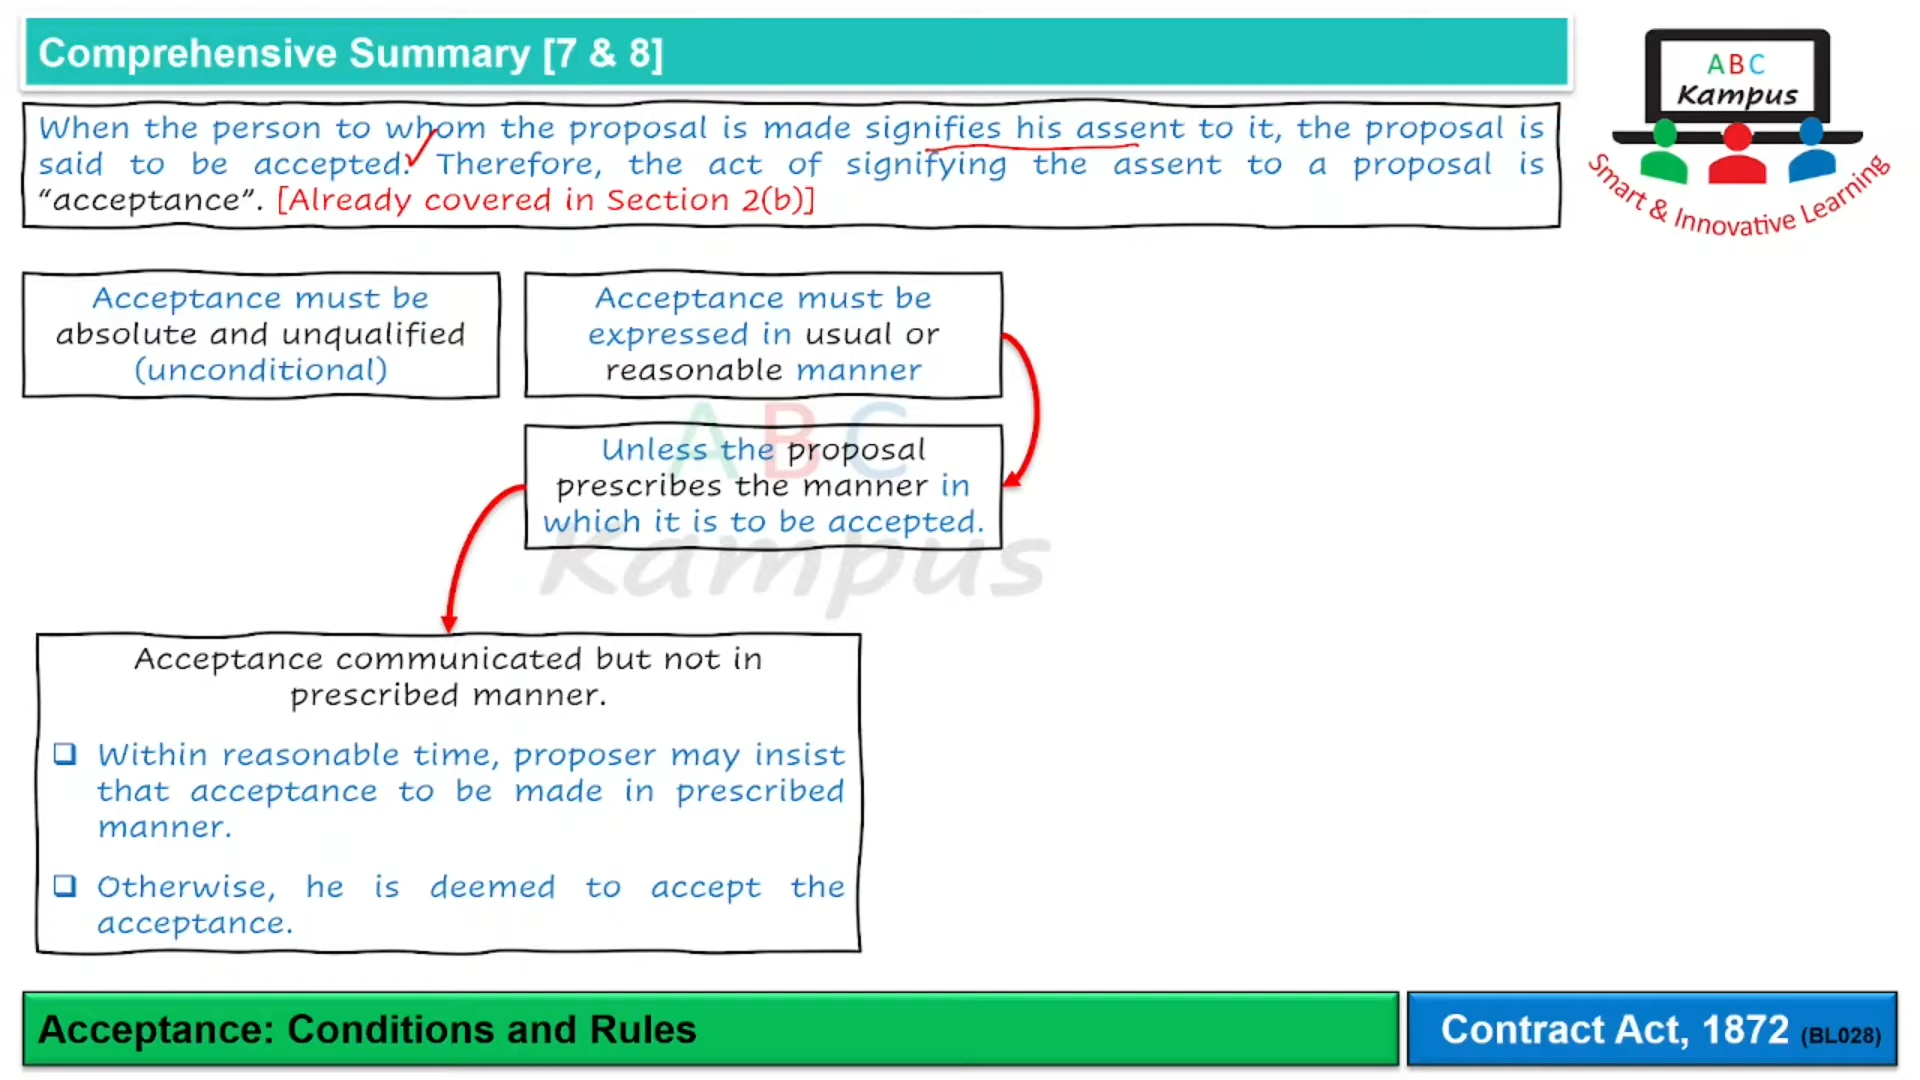 Comprehensive Summary [7 & 8]
When the person to whom the proposal is made signifies his assent to it, the proposal is
said to be accepted. Therefore, the act of signifying the assent to a proposal is
“acceptance”. [Already covered in Section 2(b)]
ABC
Kampus
Smart & Innovative Learning
Acceptance must be
absolute and unqualified
(unconditional)
Acceptance must be
expressed in usual or
reasonable manner
ABC
Kampus
Unless the proposal
prescribes the manner in
which it is to be accepted.
Acceptance communicated but not in
prescribed manner.
❑ Within reasonable time, proposer may insist
that acceptance to be made in prescribed
manner.
❑ Otherwise, he is deemed to accept the
acceptance.
Acceptance: Conditions and Rules
Contract Act, 1872 (BL028)